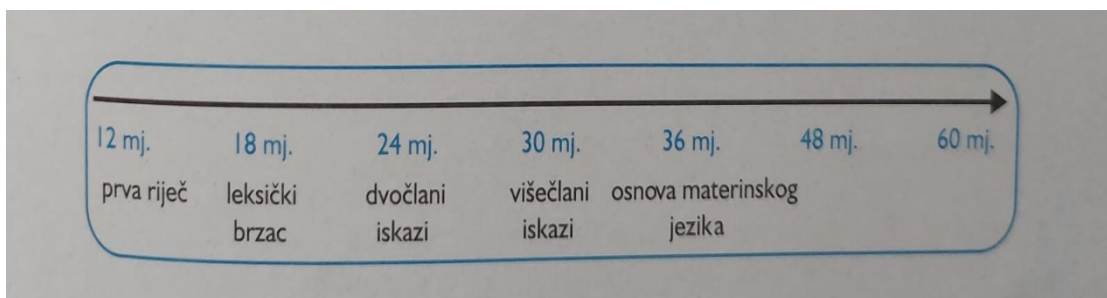 12 mj. 18 mj. 24 mj. 30 mj. 36 mj. 48 mj. 60 mj.
prva riječ leksički dvočlani višečlani osnova materinskog
brzac iskazi iskazi jezika